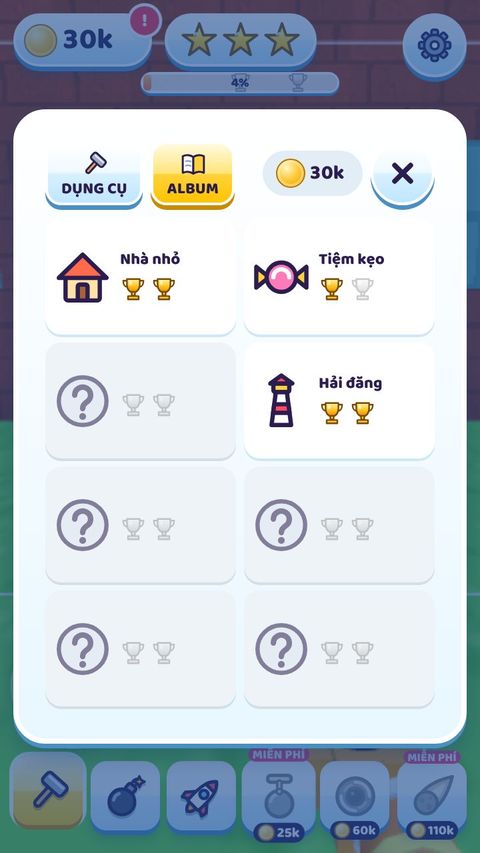 30k
!
4%
DỤNG CỤ
ALBUM
30k
Nhà nhỏ
Tiệm kẹo
?
Hải đăng
?
?
?
?
MIỄN PHÍ
MIỄN PHÍ
25k
60k
110k